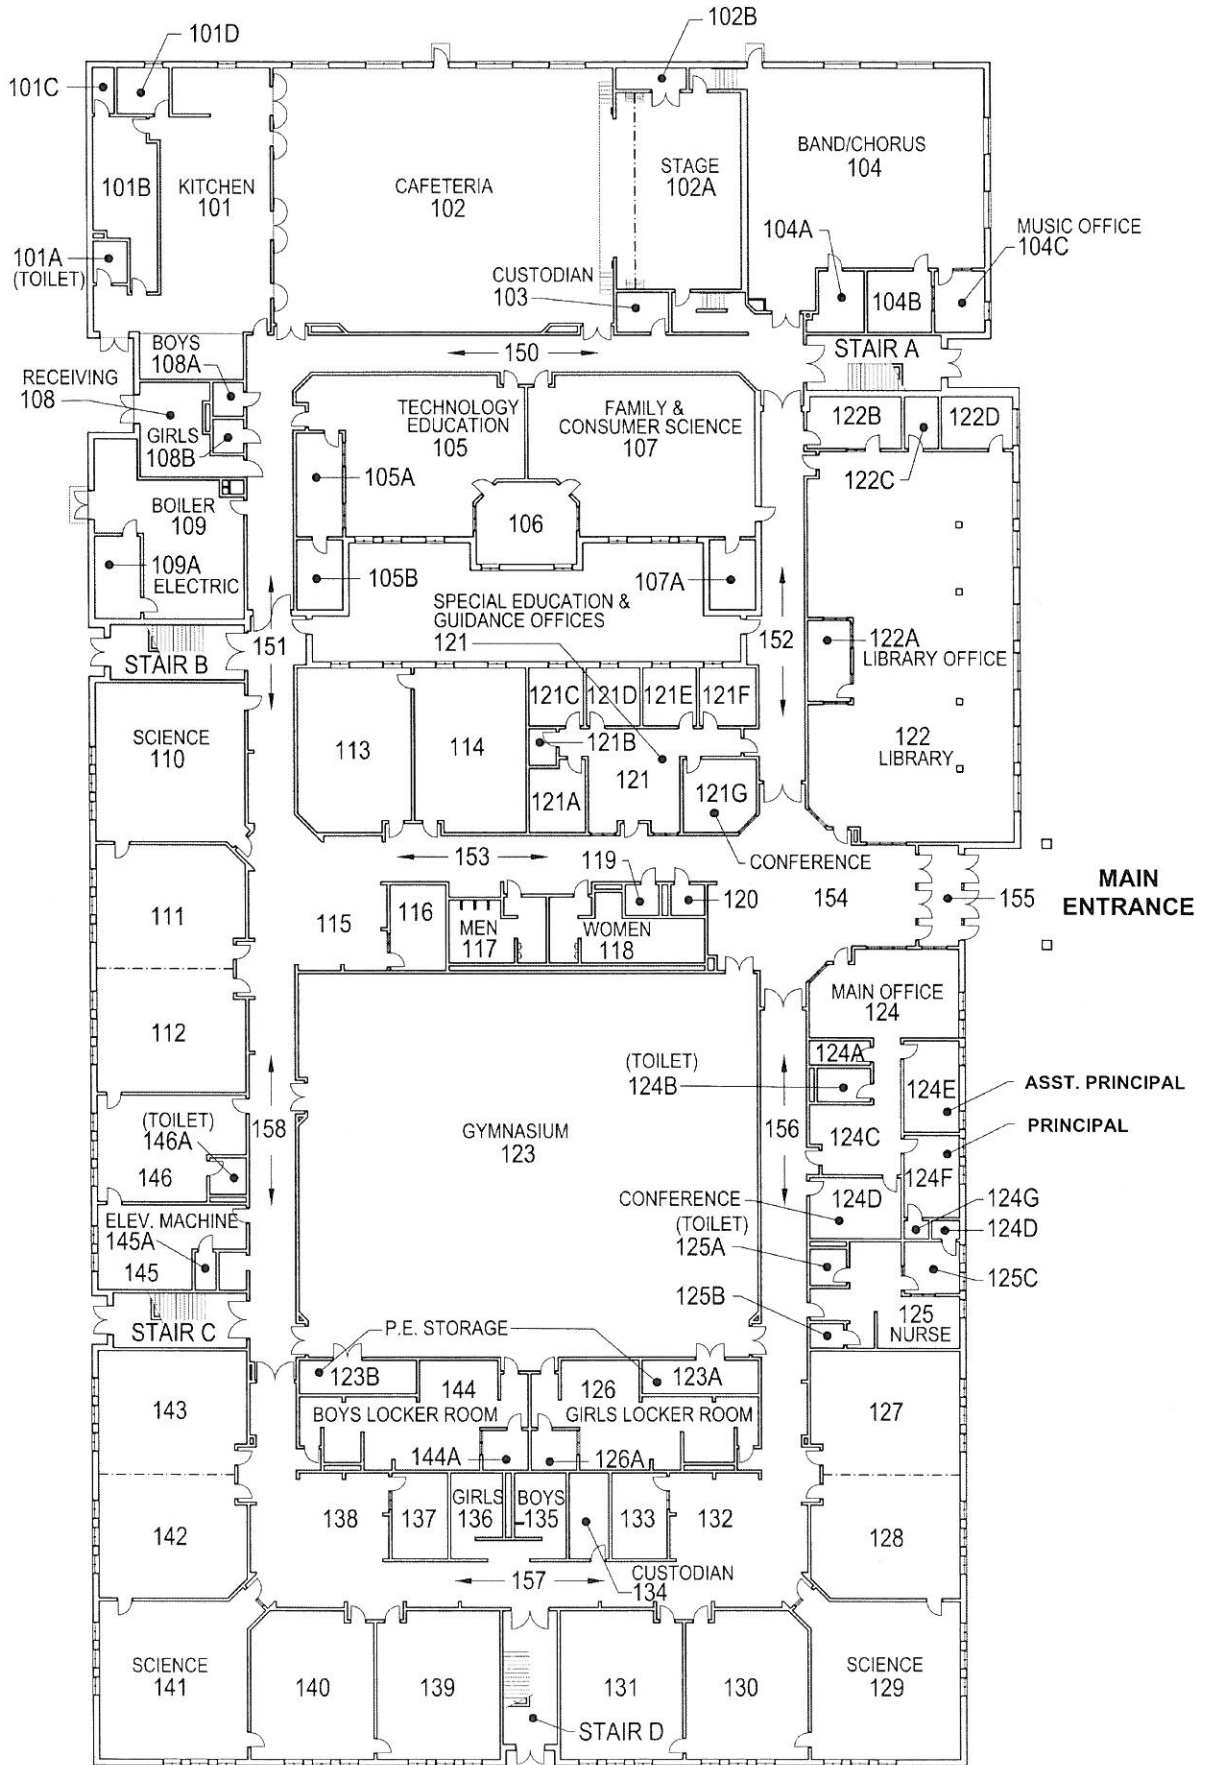 102B
101D
101C
BAND/CHORUS
104
STAGE
102A
CAFETERIA
102
KITCHEN
101
101B
101A
(TOILET)
104A
MUSIC OFFICE
104C
CUSTODIAN
103
104B
150
STAIR A
BOYS
108A
RECEIVING
108
GIRLS
108B
TECHNOLOGY
EDUCATION
105
FAMILY &
CONSUMER SCIENCE
107
122B
122D
122C
105A
106
BOILER
109
109A
ELECTRIC
105B
107A
SPECIAL EDUCATION &
GUIDANCE OFFICES
121
151
152
122A
LIBRARY OFFICE
STAIR B
121C
121D
121E
121F
SCIENCE
110
113
114
121B
121
122
LIBRARY
121A
121G
CONFERENCE
153
119
120
154
155
MAIN
ENTRANCE
111
115
116
MEN
117
WOMEN
118
MAIN OFFICE
124
112
124A
(TOILET)
124B
124E
ASST. PRINCIPAL
PRINCIPAL
(TOILET)
146A
146
158
GYMNASIUM
123
156
124C
124F
CONFERENCE
124D
124G
124D
ELEV. MACHINE
145A
145
(TOILET)
125A
125C
125B
125
NURSE
STAIR C
P.E. STORAGE
123B
144
126
123A
143
BOYS LOCKER ROOM
GIRLS LOCKER ROOM
127
144A
126A
142
138
137
GIRLS
136
BOYS
135
133
132
128
157
CUSTODIAN
134
SCIENCE
141
140
139
131
130
SCIENCE
129
STAIR D